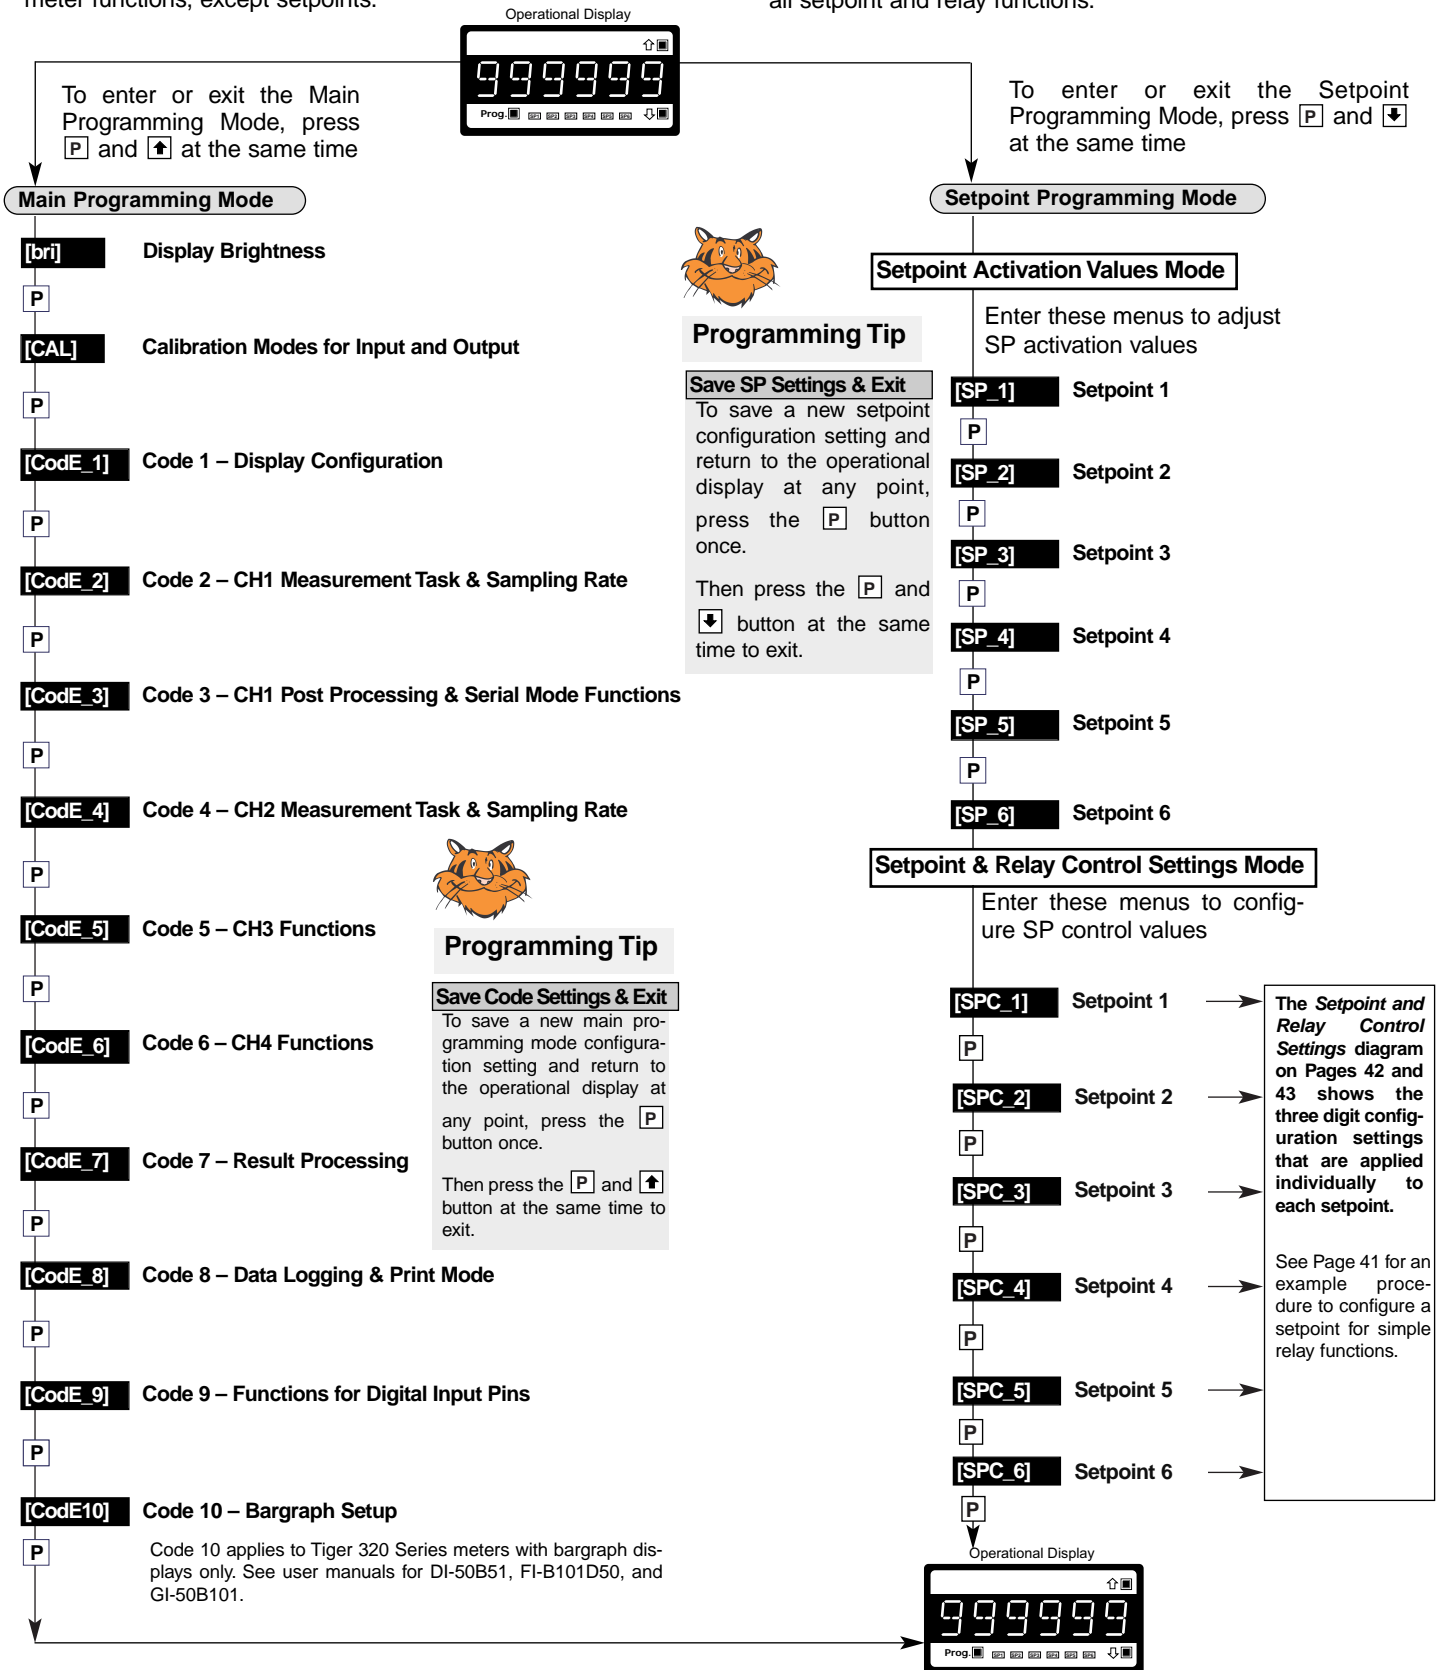 meter functions, except setpoints.
all setpoint and relay functions.
Operational Display
999999
Prog.
SP1 SP2 SP3 SP4 SP5 SP6
To enter or exit the Main
Programming Mode, press
P and at the same time
To enter or exit the Setpoint
Programming Mode, press P and
at the same time
Main Programming Mode
[bri] Display Brightness
P
[CAL] Calibration Modes for Input and Output
P
[CodE_1] Code 1 – Display Configuration
P
[CodE_2] Code 2 – CH1 Measurement Task & Sampling Rate
P
[CodE_3] Code 3 – CH1 Post Processing & Serial Mode Functions
P
[CodE_4] Code 4 – CH2 Measurement Task & Sampling Rate
P
[CodE_5] Code 5 – CH3 Functions
P
[CodE_6] Code 6 – CH4 Functions
P
[CodE_7] Code 7 – Result Processing
P
[CodE_8] Code 8 – Data Logging & Print Mode
P
[CodE_9] Code 9 – Functions for Digital Input Pins
P
[CodE10] Code 10 – Bargraph Setup
P
Code 10 applies to Tiger 320 Series meters with bargraph dis-
plays only. See user manuals for DI-50B51, FI-B101D50, and
GI-50B101.
Programming Tip
Save Code Settings & Exit
To save a new main pro-
gramming mode configura-
tion setting and return to
the operational display at
any point, press the P
button once.
Then press the P and
button at the same time to
exit.
Programming Tip
Save SP Settings & Exit
To save a new setpoint
configuration setting and
return to the operational
display at any point,
press the P button
once.
Then press the P and
button at the same
time to exit.
Setpoint Programming Mode
Setpoint Activation Values Mode
Enter these menus to adjust
SP activation values
[SP_1] Setpoint 1
P
[SP_2] Setpoint 2
P
[SP_3] Setpoint 3
P
[SP_4] Setpoint 4
P
[SP_5] Setpoint 5
P
[SP_6] Setpoint 6
Setpoint & Relay Control Settings Mode
Enter these menus to config-
ure SP control values
[SPC_1] Setpoint 1
P
[SPC_2] Setpoint 2
P
[SPC_3] Setpoint 3
P
[SPC_4] Setpoint 4
P
[SPC_5] Setpoint 5
P
[SPC_6] Setpoint 6
P
The Setpoint and
Relay Control
Settings diagram
on Pages 42 and
43 shows the
three digit config-
uration settings
that are applied
individually to
each setpoint.
See Page 41 for an
example proce-
dure to configure a
setpoint for simple
relay functions.
Operational Display
999999
Prog.
SP1 SP2 SP3 SP4 SP5 SP6